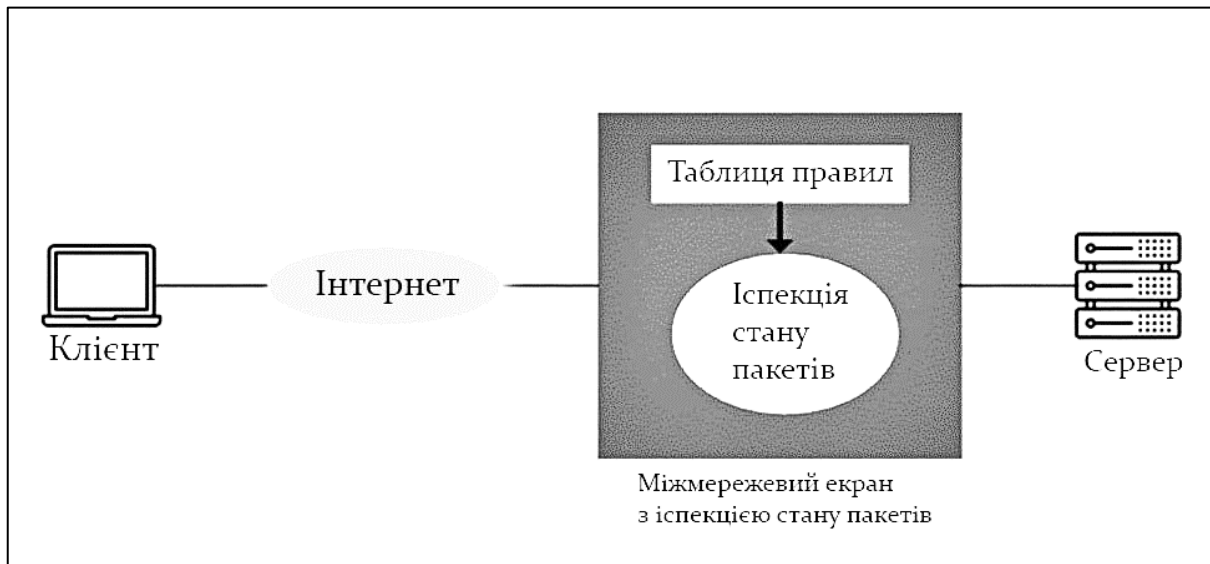 Таблиця правил
Інтернет
Іспекція
стану
пакетів
Клієнт
Сервер
Міжмережевий екран
з іспекцією стану пакетів